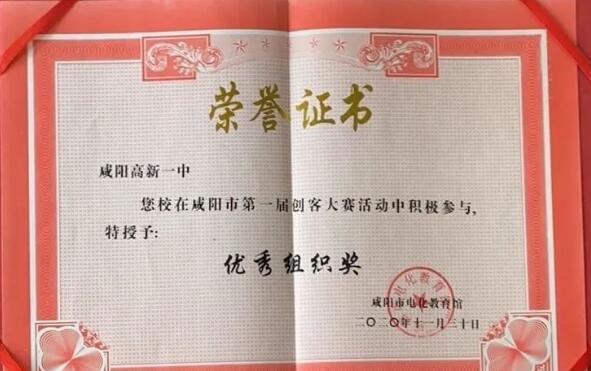 荣誉证书
咸阳高新一中
您校在咸阳市第一届创客大赛活动中积极参与,
特授予:
优秀组织奖
咸阳市电化教育馆
二〇二〇年十一月三十日